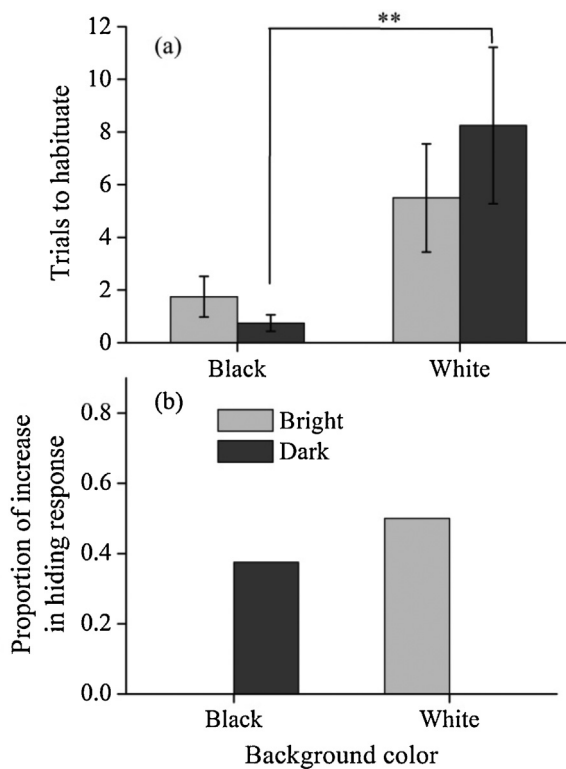 12
10
8
6
4
2
0
Trials to habituate
(a)
**
Black White
(b)
Bright
Dark
0.8
0.6
0.4
0.2
0.0
Proportion of increase
in hiding response
Black White
Background color